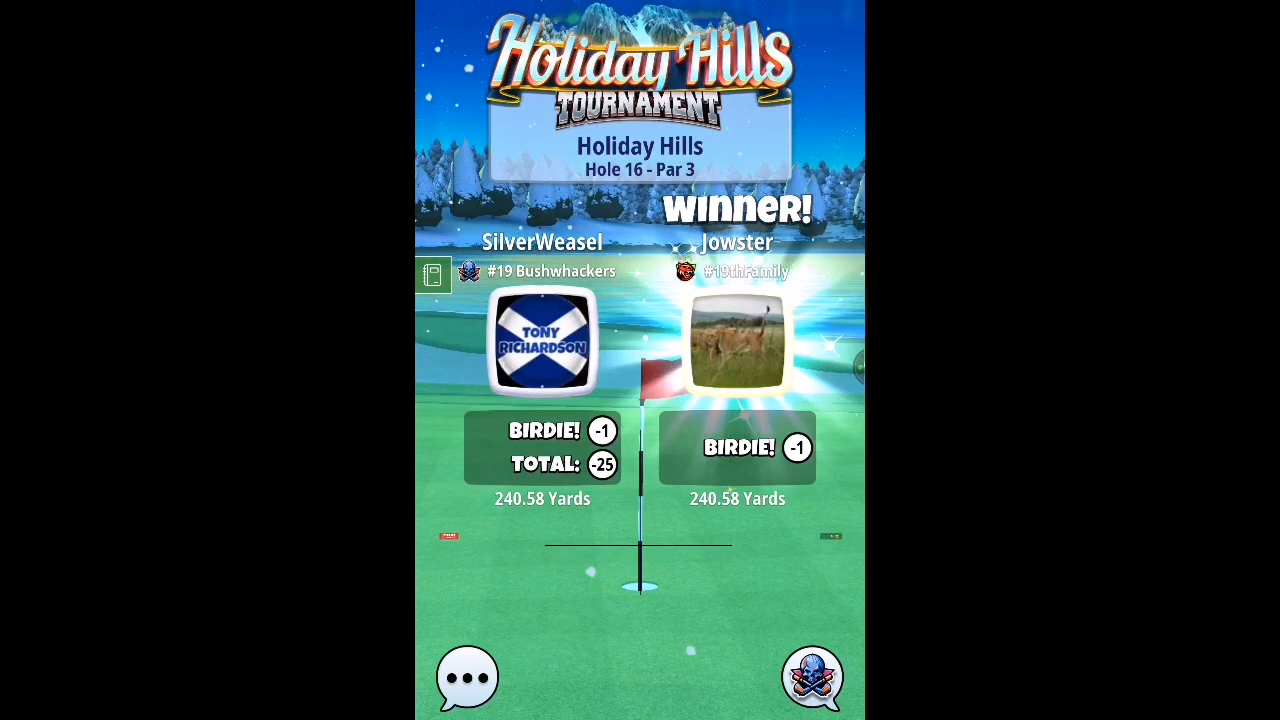 Holiday Hills
TOURNAMENT
Holiday Hills
Hole 16 - Par 3
WINNER!
SilverWeasel
#19 Bushwhackers
Jowster
#19thFamily
TONY
RICHARDSON
BIRDIE! -1
TOTAL: -25
240.58 Yards
BIRDIE! -1
240.58 Yards